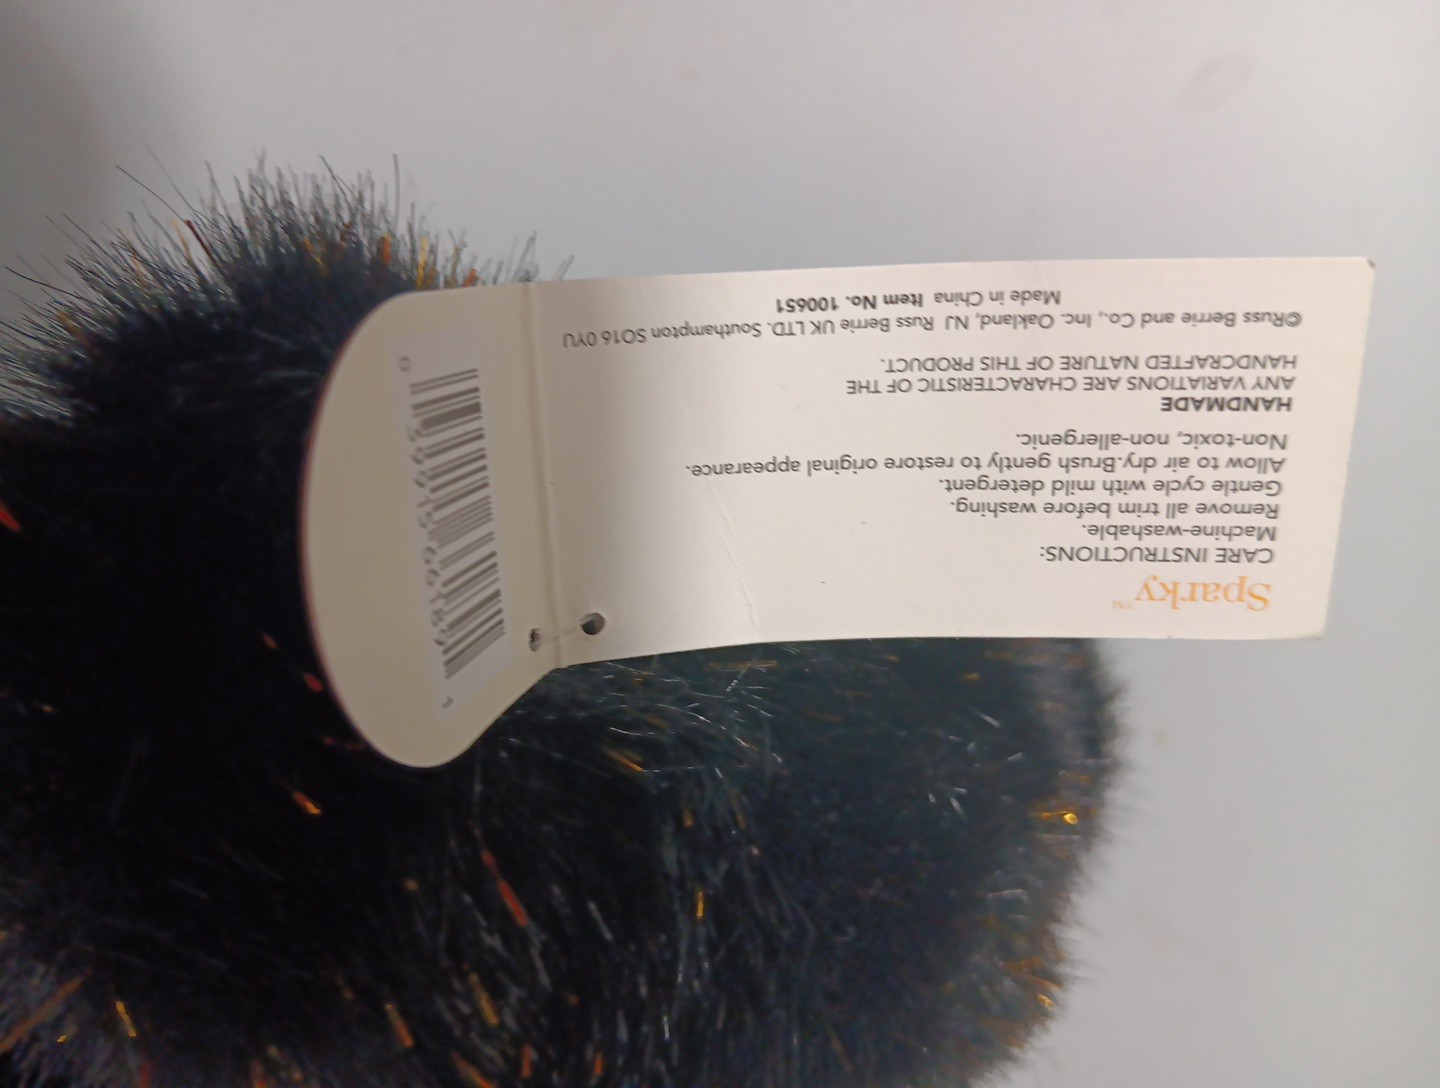 Sparky™
CARE INSTRUCTIONS:
Machine-washable.
Remove all trim before washing.
Gentle cycle with mild detergent.
Allow to air dry.Brush gently to restore original appearance.
Non-toxic, non-allergenic.
HANDMADE
ANY VARIATIONS ARE CHARACTERISTIC OF THE
HANDCRAFTED NATURE OF THIS PRODUCT.
©Russ Berrie and Co., Inc. Oakland, NJ Russ Berrie UK LTD. Southampton SO16 0YU
Made in China Item No. 100651